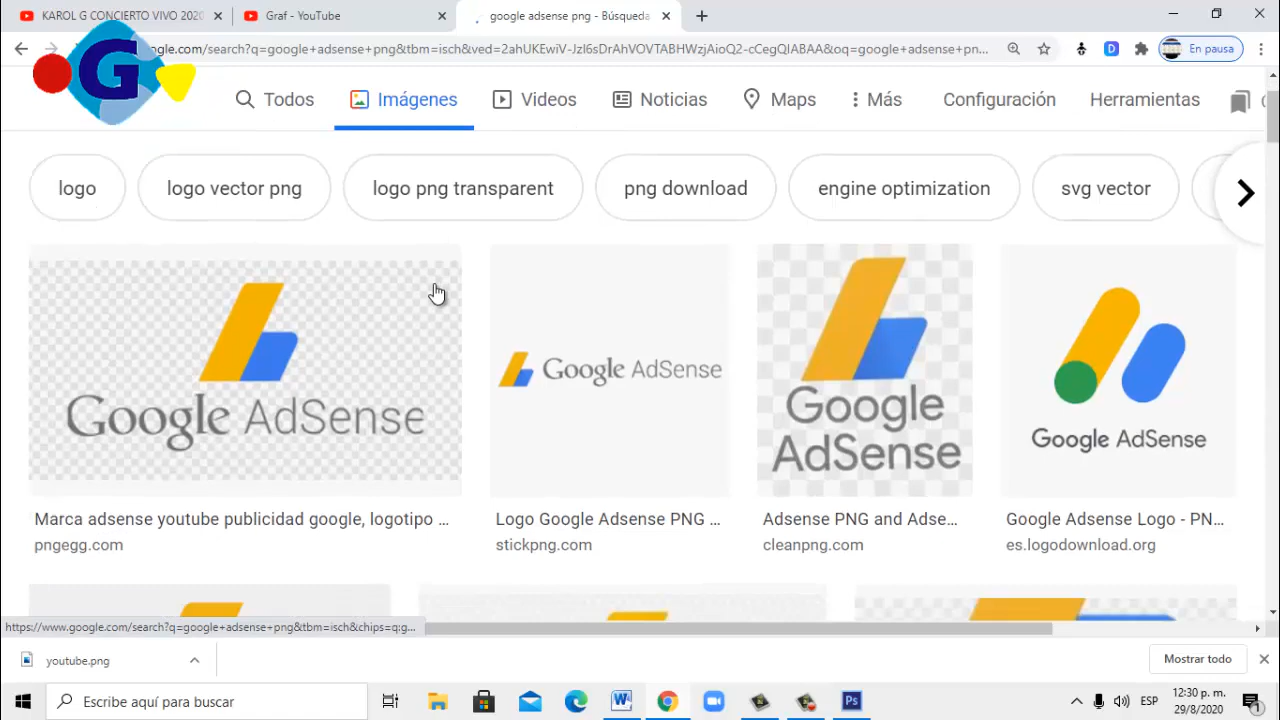 KAROL G CONCIERTO VIVO 2020
Graf - YouTube
google adsense png - Búsqueda
gle.com/search?q=google+adsense+png&tbm=isch&ved=2ahUKEwiV-JzI6sDrAhVOVTABHWzjAioQ2-cCegQIABAA&oq=google+adsense+pn...
D
En pausa
G
Todos
Imágenes
Videos
Noticias
Maps
Más
Configuración
Herramientas
logo
logo vector png
logo png transparent
png download
engine optimization
svg vector
Google AdSense
Google AdSense
Google
AdSense
Google AdSense
Marca adsense youtube publicidad google, logotipo ...
pngegg.com
Logo Google Adsense PNG ...
stickpng.com
Adsense PNG and Adse...
cleanpng.com
Google Adsense Logo - PN...
es.logodownload.org
https://www.google.com/search?q=google+adsense+png&tbm=isch&chips=q:g...
youtube.png
Mostrar todo
Escribe aquí para buscar
W
Ps
ESP
12:30 p. m.
29/8/2020
1